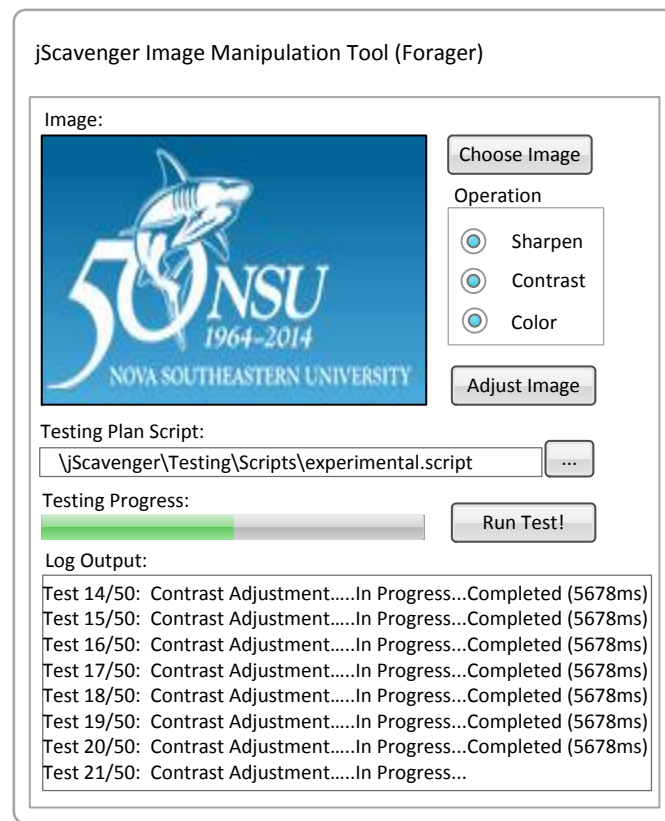 jScavenger Image Manipulation Tool (Forager)
Image:
50 NSU
1964–2014
NOVA SOUTHEASTERN UNIVERSITY
Choose Image
Operation
Sharpen
Contrast
Color
Adjust Image
Testing Plan Script:
\jScavenger\Testing\Scripts\experimental.script
...
Testing Progress:
Run Test!
Log Output:
Test 14/50:  Contrast Adjustment…..In Progress...Completed (5678ms)
Test 15/50:  Contrast Adjustment…..In Progress...Completed (5678ms)
Test 16/50:  Contrast Adjustment…..In Progress...Completed (5678ms)
Test 17/50:  Contrast Adjustment…..In Progress...Completed (5678ms)
Test 18/50:  Contrast Adjustment…..In Progress...Completed (5678ms)
Test 19/50:  Contrast Adjustment…..In Progress...Completed (5678ms)
Test 20/50:  Contrast Adjustment…..In Progress...Completed (5678ms)
Test 21/50:  Contrast Adjustment…..In Progress...